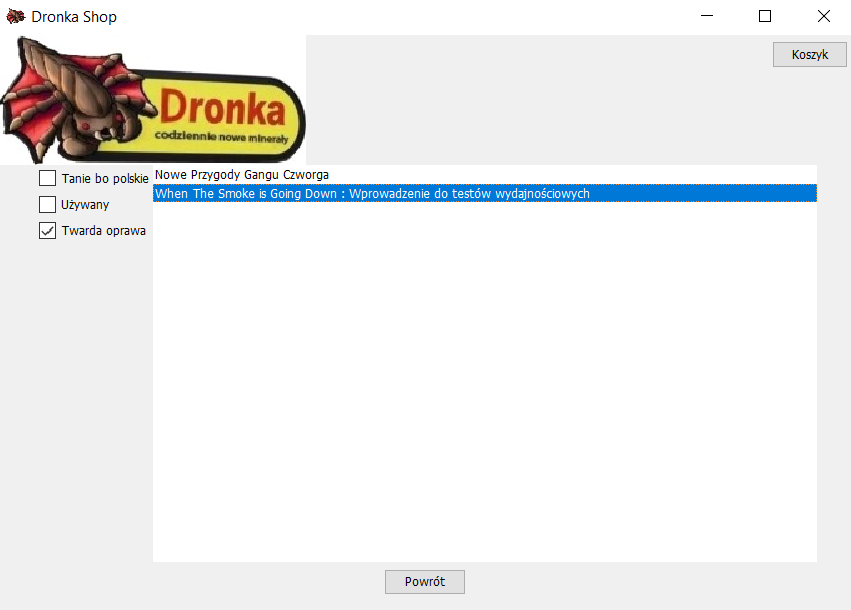 Dronka Shop
Koszyk
Dronka
codziennie nowe minerały
Tanie bo polskie
Używany
Twarda oprawa
Nowe Przygody Gangu Czworga
When The Smoke is Going Down : Wprowadzenie do testów wydajnościowych
Powrót